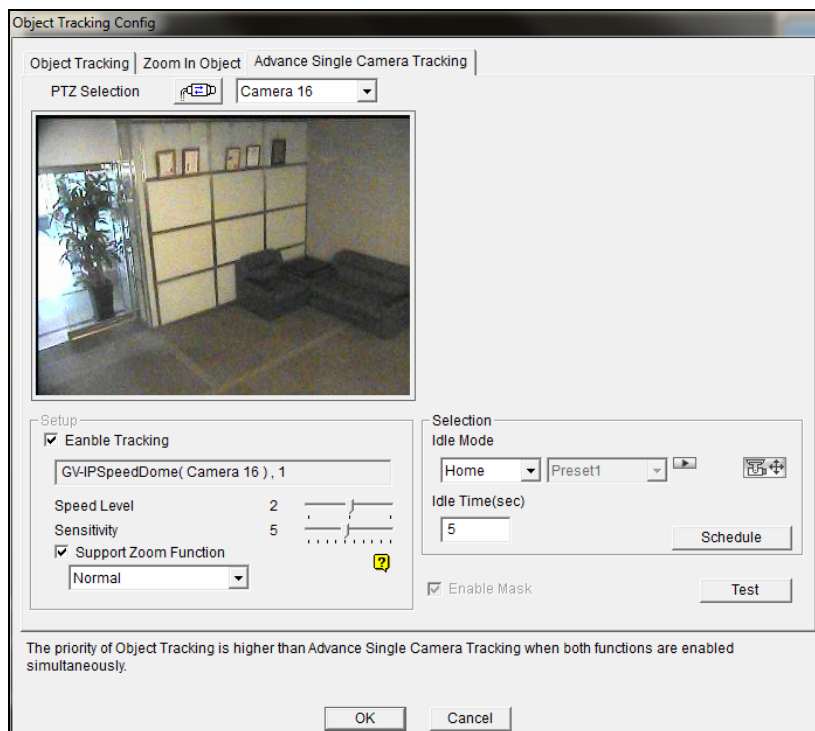 Object Tracking Config
Object Tracking Zoom In Object Advance Single Camera Tracking
PTZ Selection Camera 16
Setup
Eanble Tracking
GV-IPSpeedDome( Camera 16 ) , 1
Speed Level 2
Sensitivity 5
Support Zoom Function
Normal
?
Selection
Idle Mode
Home Preset1
Idle Time(sec)
5
Schedule
Enable Mask Test
The priority of Object Tracking is higher than Advance Single Camera Tracking when both functions are enabled
simultaneously.
OK Cancel